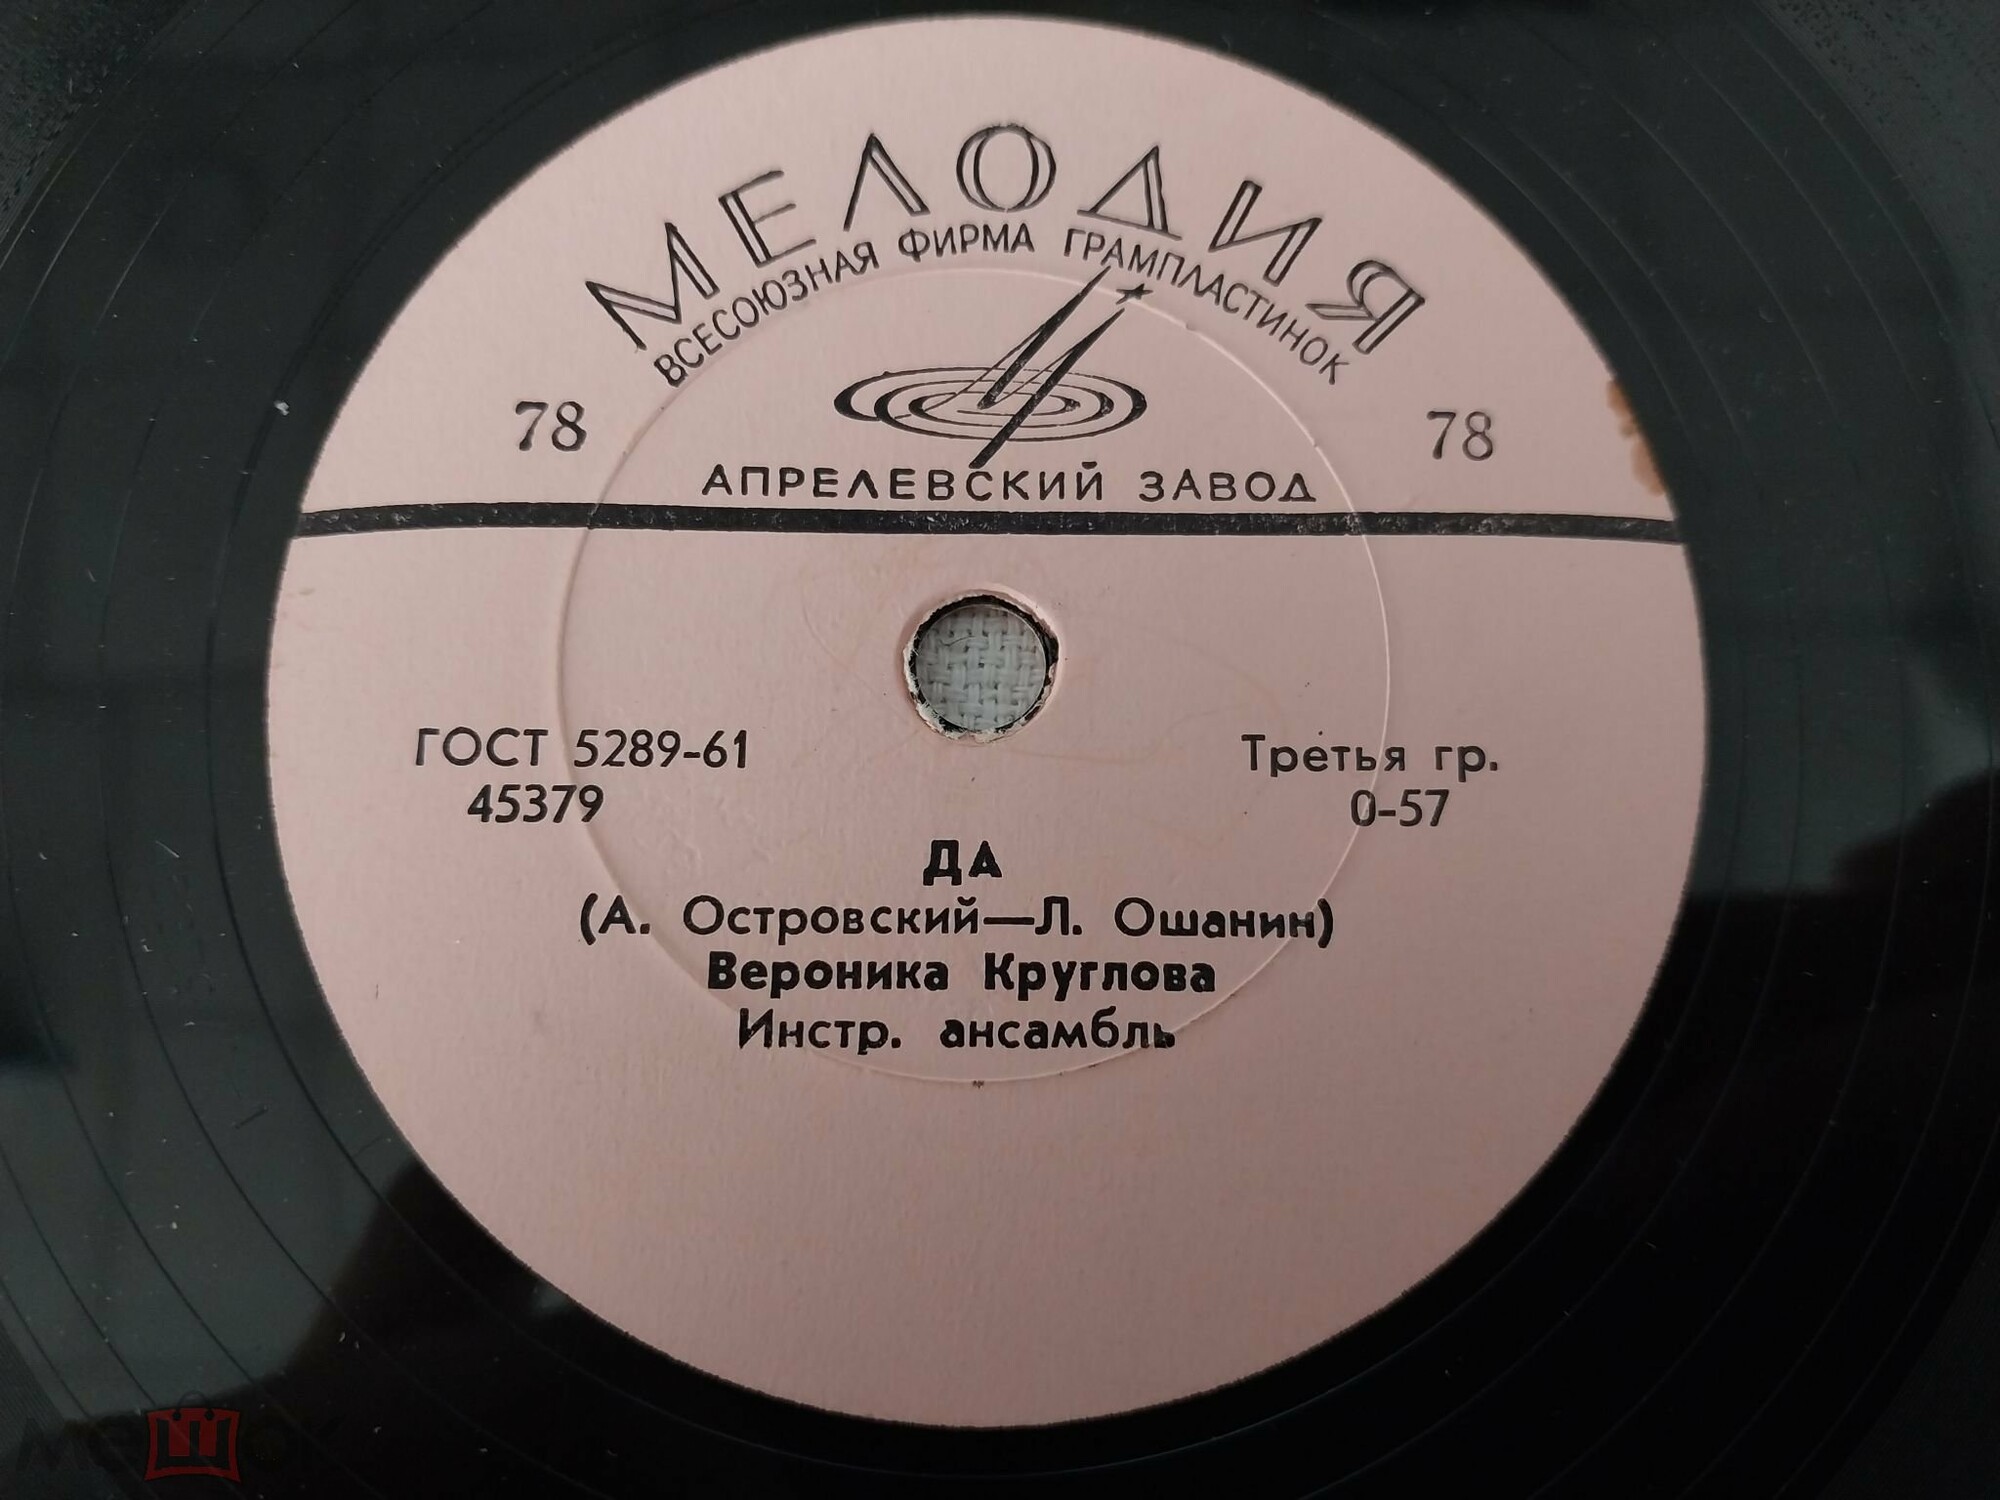 МЕЛОДИЯ
ВСЕСОЮЗНАЯ ФИРМА ГРАМПЛАСТИНОК
78 78
АПРЕЛЕВСКИЙ ЗАВОД
ГОСТ 5289-61 Третья гр.
45379 0-57
ДА
(А. Островский—Л. Ошанин)
Вероника Круглова
Инстр. ансамбль
мешок